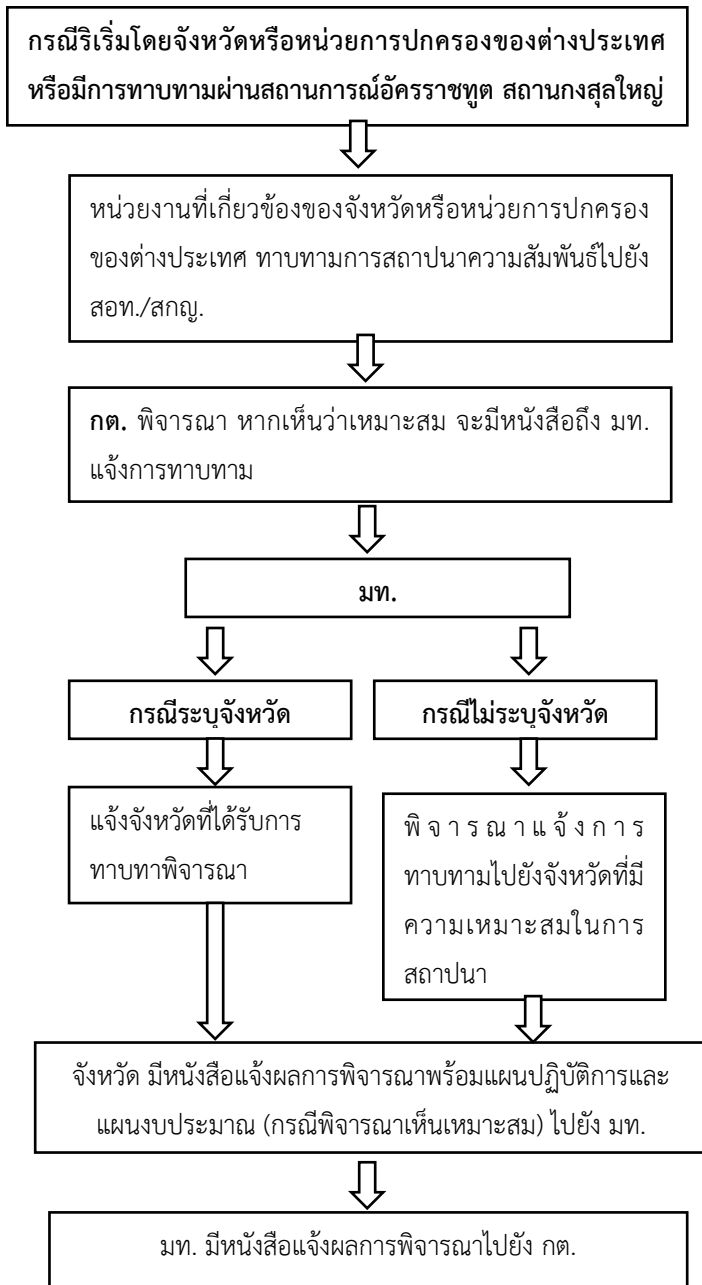 กรณีริเริ่มโดยจังหวัดหรือหน่วยการปกครองของต่างประเทศ
หรือมีการทาบทามผ่านสถานการณ์อัครราชทูต สถานกงสุลใหญ่
หน่วยงานที่เกี่ยวข้องของจังหวัดหรือหน่วยการปกครอง
ของต่างประเทศ ทาบทามการสถาปนาความสัมพันธ์ไปยัง
สอท./สกญ.
กต. พิจารณา หากเห็นว่าเหมาะสม จะมีหนังสือถึง มท.
แจ้งการทาบทาม
มท.
กรณีระบุจังหวัด
กรณีไม่ระบุจังหวัด
แจ้งจังหวัดที่ได้รับการ
ทาบทาพิจารณา
พิจารณาแจ้งการ
ทาบทามไปยังจังหวัดที่มี
ความเหมาะสมในการ
สถาปนา
จังหวัด มีหนังสือแจ้งผลการพิจารณาพร้อมแผนปฏิบัติการและ
แผนงบประมาณ (กรณีพิจารณาเห็นเหมาะสม) ไปยัง มท.
มท. มีหนังสือแจ้งผลการพิจารณาไปยัง กต.